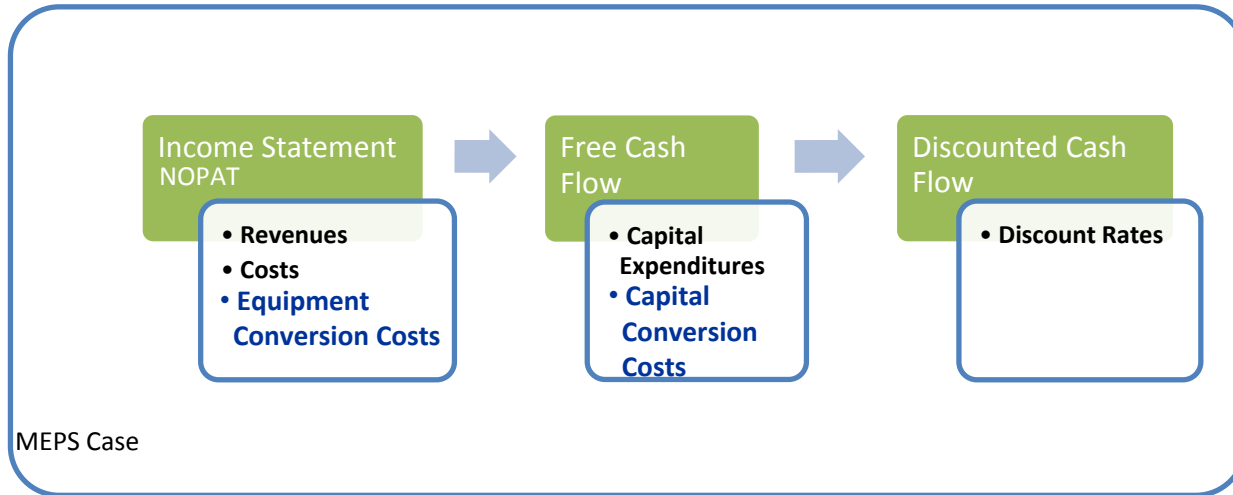 Income Statement
NOPAT
• Revenues
• Costs
• Equipment
Conversion Costs
Free Cash
Flow
• Capital
Expenditures
• Capital
Conversion
Costs
Discounted Cash
Flow
• Discount Rates
MEPS Case